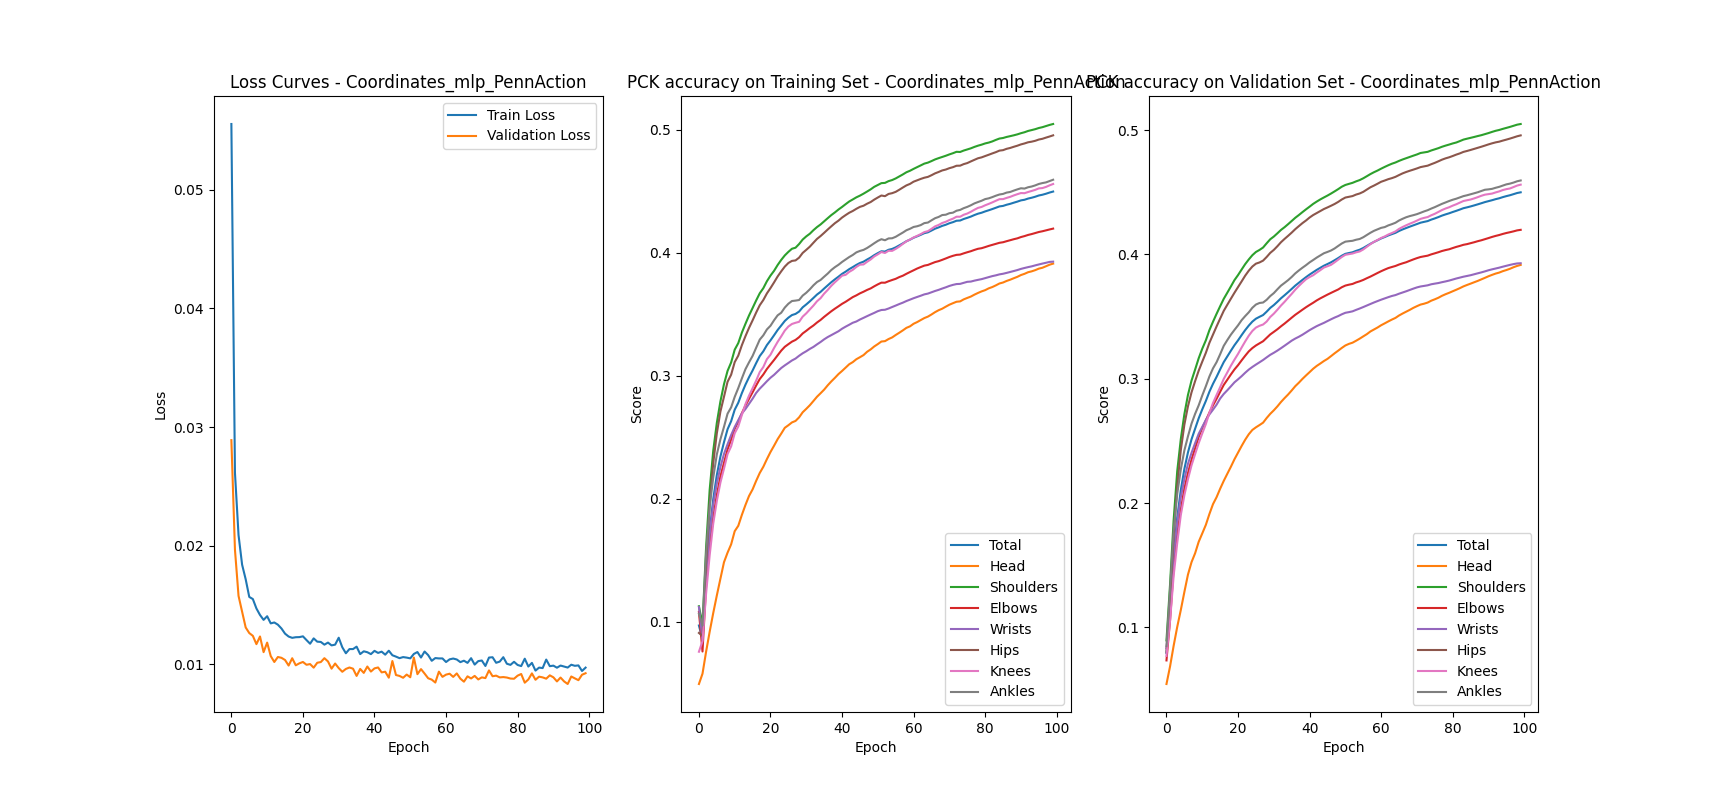 Loss Curves - Coordinates_mlp_PennAction
Train Loss
Validation Loss
0.05
0.04
0.03
0.02
0.01
Loss
0 20 40 60 80 100
Epoch
PCK accuracy on Training Set - Coordinates_mlp_PennAction
0.5
0.4
0.3
0.2
0.1
Score
Total
Head
Shoulders
Elbows
Wrists
Hips
Knees
Ankles
0 20 40 60 80 100
Epoch
PCK accuracy on Validation Set - Coordinates_mlp_PennAction
0.5
0.4
0.3
0.2
0.1
Score
Total
Head
Shoulders
Elbows
Wrists
Hips
Knees
Ankles
0 20 40 60 80 100
Epoch